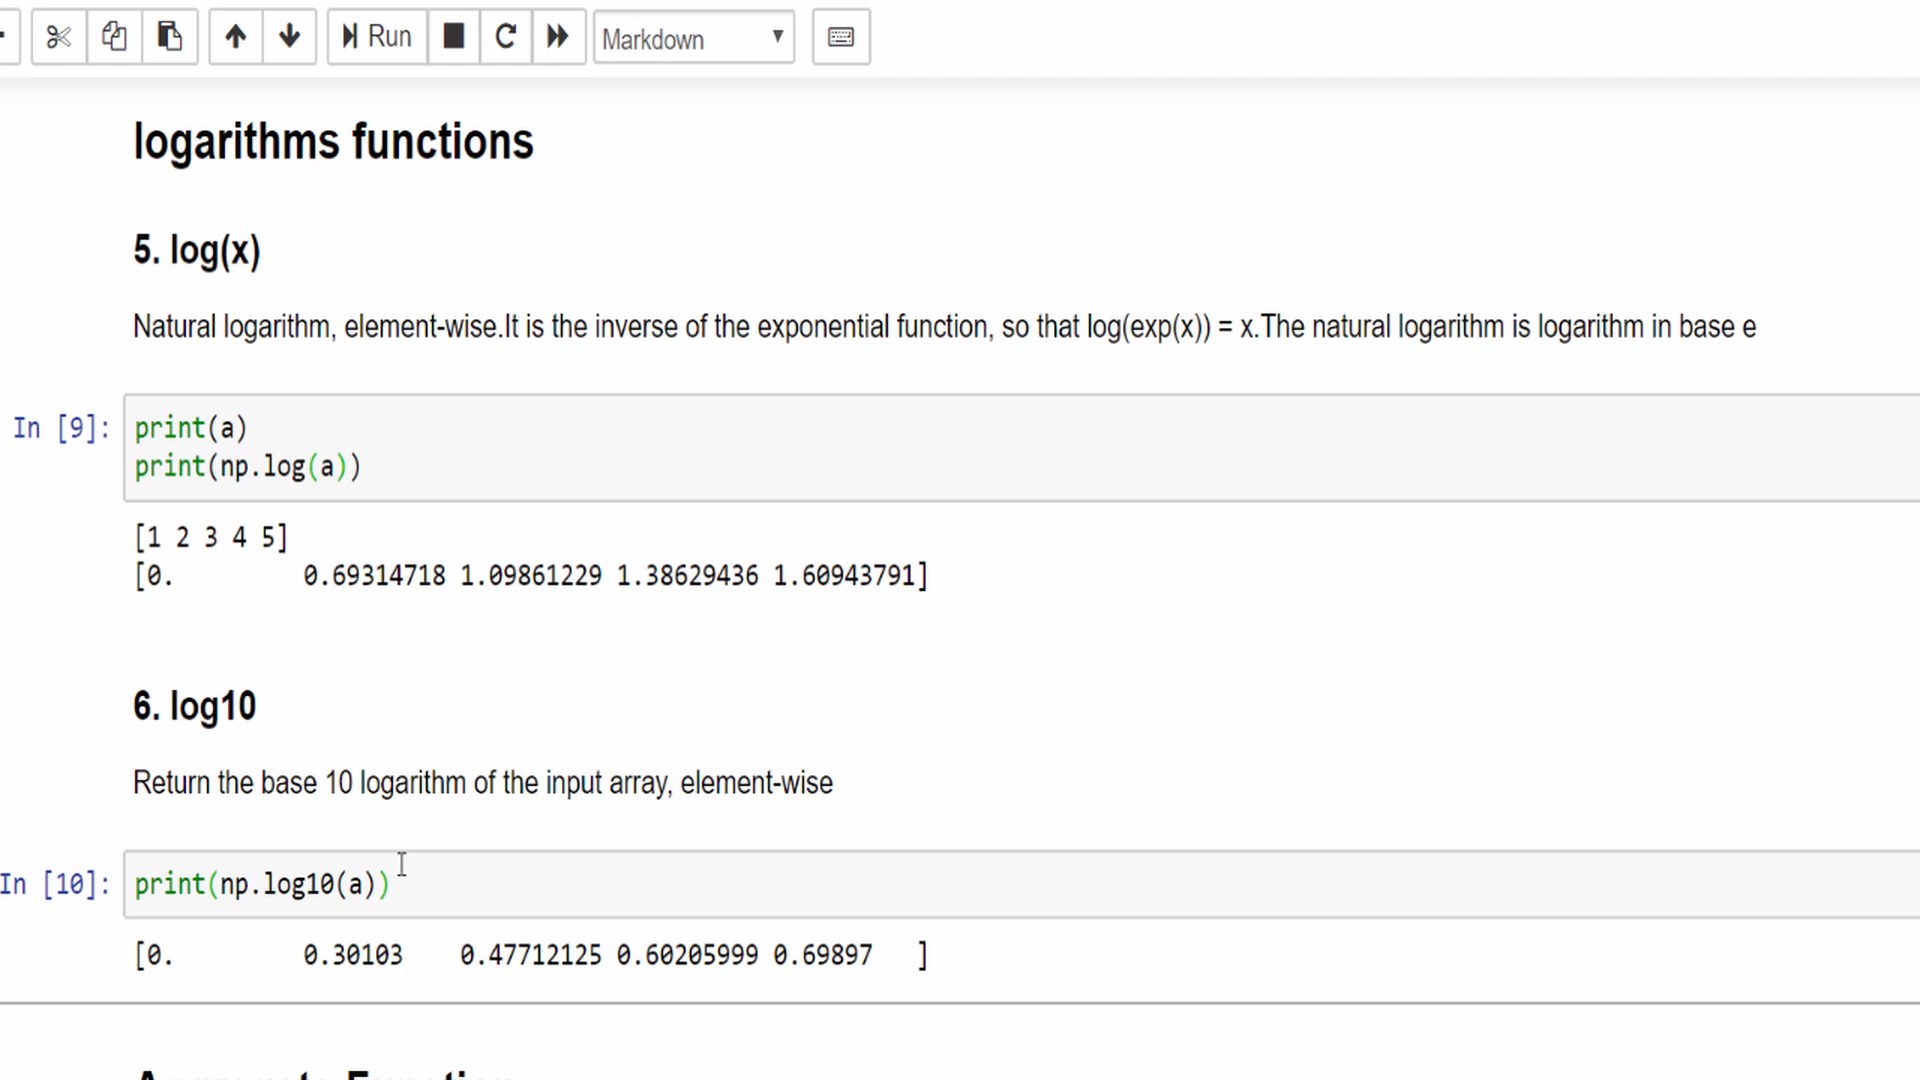 Run Markdown
logarithms functions
5. log(x)
Natural logarithm, element-wise.It is the inverse of the exponential function, so that log(exp(x)) = x.The natural logarithm is logarithm in base e
In [9]: print(a)
print(np.log(a))
[1 2 3 4 5]
[0.         0.69314718 1.09861229 1.38629436 1.60943791]
6. log10
Return the base 10 logarithm of the input array, element-wise
In [10]: print(np.log10(a))
[0.         0.30103    0.47712125 0.60205999 0.69897   ]